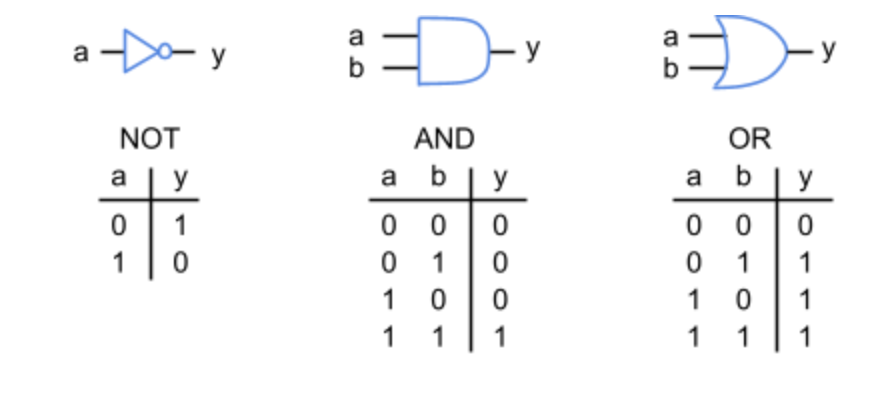 a y
a b y
a b y
NOT AND OR
a y a b y a b y
0 1 0 0 0 0 0 0
1 0 0 1 0 0 1 1
1 0 0 1 0 1
1 1 1 1 1 1